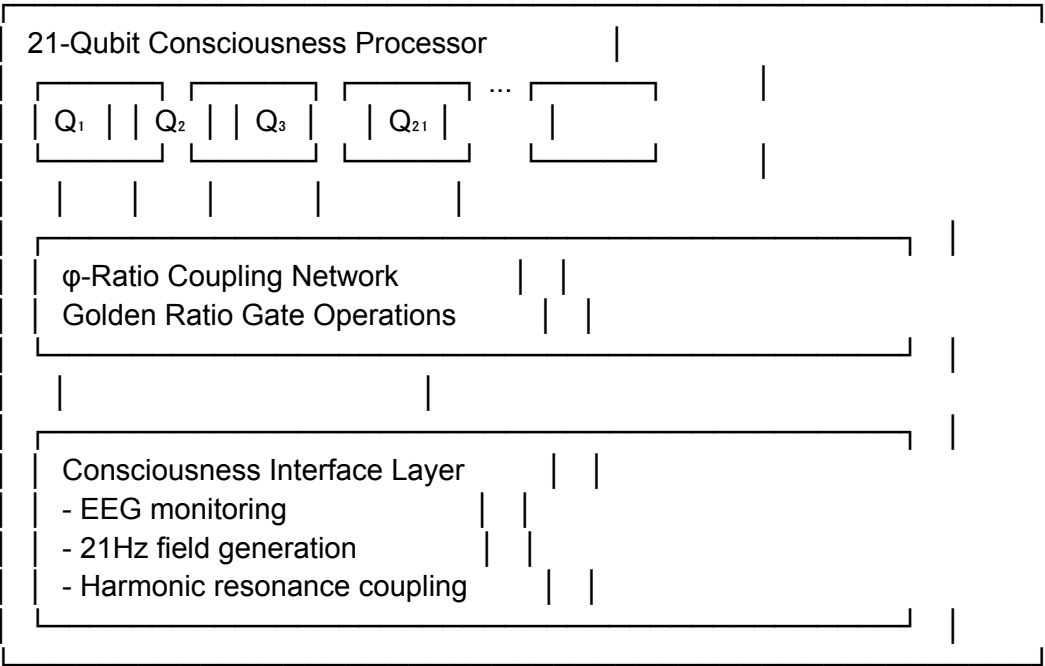 21-Qubit Consciousness Processor
...
Q₁ Q₂ Q₃ Q₂₁
φ-Ratio Coupling Network
Golden Ratio Gate Operations
Consciousness Interface Layer
- EEG monitoring
- 21Hz field generation
- Harmonic resonance coupling